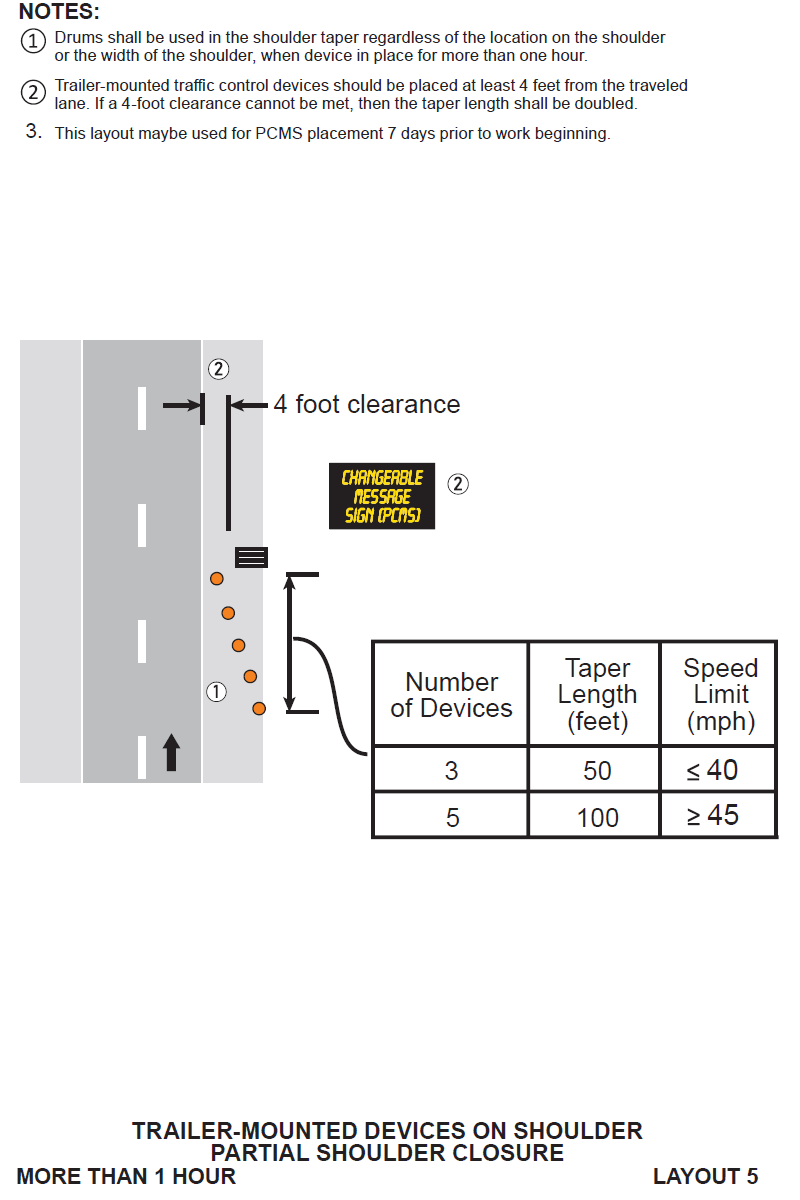 NOTES:
1 Drums shall be used in the shoulder taper regardless of the location on the shoulder
or the width of the shoulder, when device in place for more than one hour.
2 Trailer-mounted traffic control devices should be placed at least 4 feet from the traveled
lane. If a 4-foot clearance cannot be met, then the taper length shall be doubled.
3. This layout maybe used for PCMS placement 7 days prior to work beginning.
2
4 foot clearance
CHANGEABLE
MESSAGE
SIGN (PCMS)
2
1
Number
of Devices
Taper
Length
(feet)
Speed
Limit
(mph)
3 50 ≤ 40
5 100 ≥ 45
TRAILER-MOUNTED DEVICES ON SHOULDER
PARTIAL SHOULDER CLOSURE
MORE THAN 1 HOUR LAYOUT 5